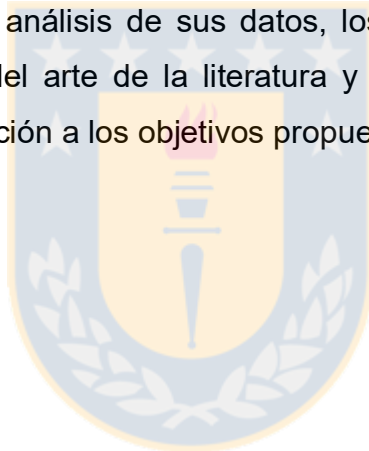 análisis de sus datos, los
del arte de la literatura y
ción a los objetivos propue